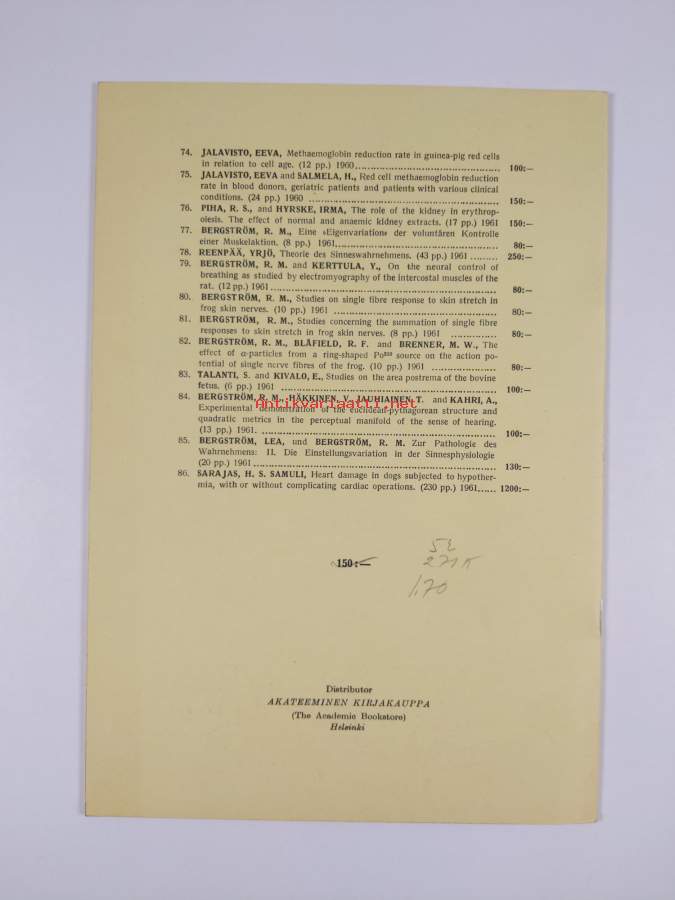 74. JALAVISTO, EEVA, Methaemoglobin reduction rate in guinea-pig red cells
in relation to cell age. (12 pp.) 1960 100:—
75. JALAVISTO, EEVA and SALMELA, H., Red cell methaemoglobin reduction
rate in blood donors, geriatric patients and patients with various clinical
conditions. (24 pp.) 1960 150:—
76. PIHA, R. S., and HYRSKE, IRMA, The role of the kidney in erythrop-
oiesis. The effect of normal and anaemic kidney extracts. (17 pp.) 1961 150:—
77. BERGSTRÖM, R. M., Eine »Eigenvariation» der voluntären Kontrolle
einer Muskelaktion. (8 pp.) 1961 80:—
78. REENPÄÄ, YRJÖ, Theorie des Sinneswahrnehmens. (43 pp.) 1961 250:—
79. BERGSTRÖM, R. M. and KERTTULA, Y., On the neural control of
breathing as studied by electromyography of the intercostal muscles of the
rat. (12 pp.) 1961 80:—
80. BERGSTRÖM, R. M., Studies on single fibre response to skin stretch in
frog skin nerves. (10 pp.) 1961 80:—
81. BERGSTRÖM, R. M., Studies concerning the summation of single fibre
responses to skin stretch in frog skin nerves. (8 pp.) 1961 80:—
82. BERGSTRÖM, R. M., BLÅFIELD, R. F. and BRENNER, M. W., The
effect of α-particles from a ring-shaped Po²¹⁰ source on the action po-
tential of single nerve fibres of the frog. (10 pp.) 1961 80:—
83. TALANTI, S. and KIVALO, E., Studies on the area postrema of the bovine
fetus. (6 pp.) 1961 100:—
84. BERGSTRÖM, R. M., HÄKKINEN, V., JAUHIAINEN, T. and KAHRI, A.,
Antikvariaatti.net
Experimental demonstration of the euclidean-pythagorean structure and
quadratic metrics in the perceptual manifold of the sense of hearing.
(13 pp.) 1961. 100:—
85. BERGSTRÖM, LEA, und BERGSTRÖM, R. M. Zur Pathologie des
Wahrnehmens: II. Die Einstellungsvariation in der Sinnesphysiologie
(20 pp.) 1961 130:—
86. SARAJAS, H. S. SAMULI, Heart damage in dogs subjected to hypother-
mia, with or without complicating cardiac operations. (230 pp.) 1961 1200:—
150:—
1,70
Distributor
AKATEEMINEN KIRJAKAUPPA
(The Academic Bookstore)
Helsinki